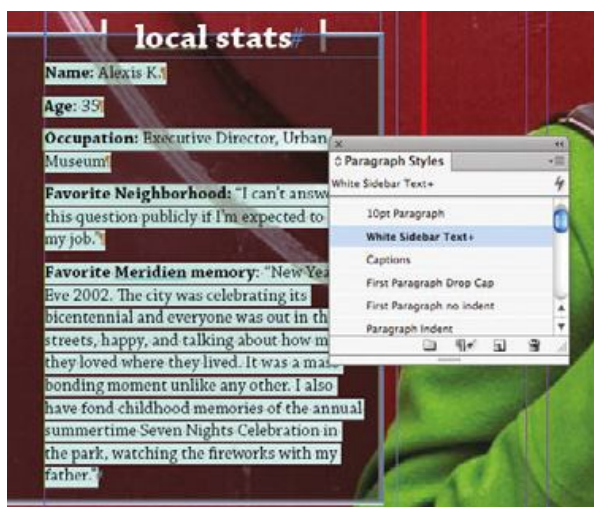 local stats
Name: Alexis K.
Age: 35
Occupation: Executive Director, Urban
Museum
Favorite Neighborhood: “I can’t answ
this question publicly if I’m expected to
my job.”
Favorite Meridien memory: “New Yea
Eve 2002. The city was celebrating its
bicentennial and everyone was out in th
streets, happy, and talking about how m
they loved where they lived. It was a mass
bonding moment unlike any other. I also
have fond childhood memories of the annual
summertime Seven Nights Celebration in
the park, watching the fireworks with my
father.”
Paragraph Styles
White Sidebar Text+
10pt Paragraph
White Sidebar Text+
Captions
First Paragraph Drop Cap
First Paragraph no indent
Paragraph Indent